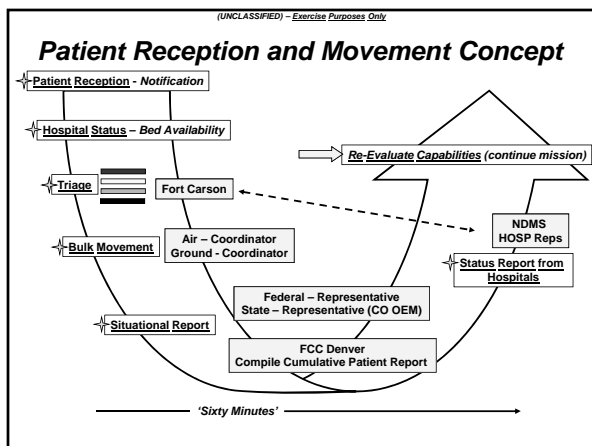 (UNCLASSIFIED) – Exercise Purposes Only
Patient Reception and Movement Concept
Patient Reception - Notification
Hospital Status – Bed Availability
Re-Evaluate Capabilities (continue mission)
Triage
Fort Carson
NDMS
HOSP Reps
Bulk Movement
Air – Coordinator
Ground - Coordinator
Status Report from
Hospitals
Federal – Representative
State – Representative (CO OEM)
Situational Report
FCC Denver
Compile Cumulative Patient Report
‘Sixty Minutes’